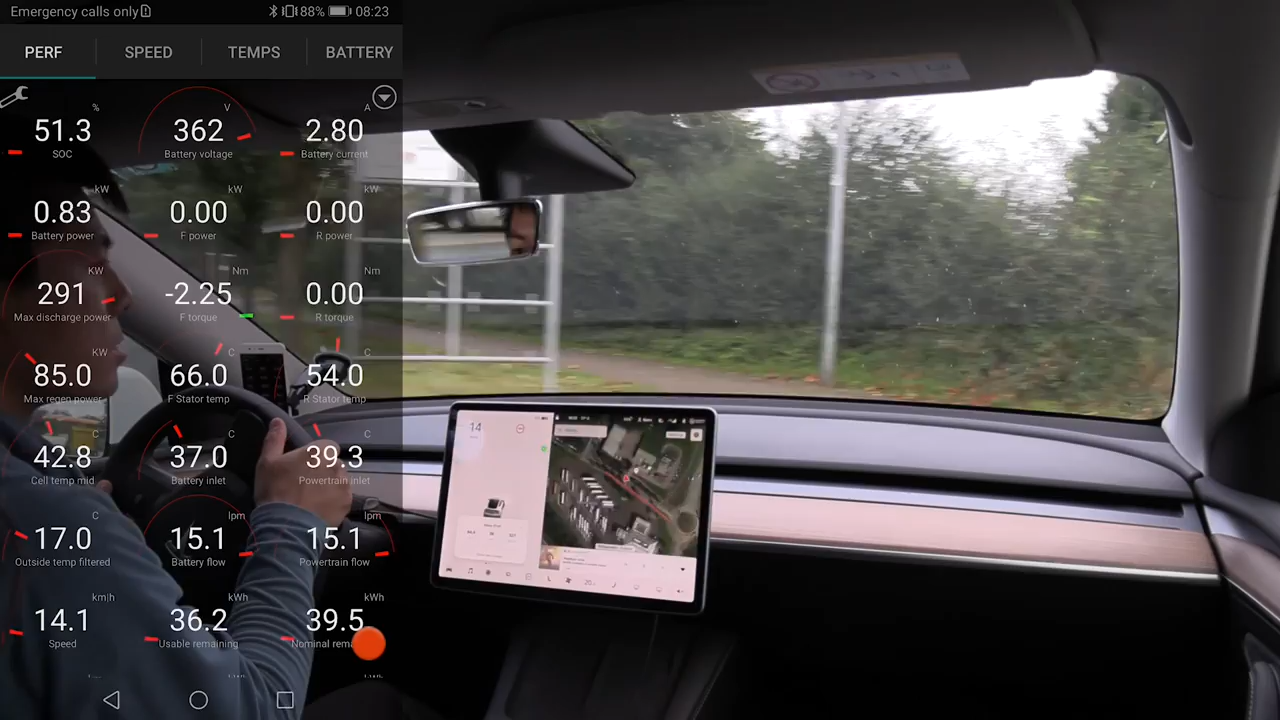 Emergency calls only 88% 08:23
PERF SPEED TEMPS BATTERY
% V A
51.3 362 2.80
SOC Battery voltage Battery current
kW kW kW
0.83 0.00 0.00
Battery power F power R power
KW Nm Nm
291 -2.25 0.00
Max discharge power F torque R torque
KW C C
85.0 66.0 54.0
Max regen power F Stator temp R Stator temp
C C C
42.8 37.0 39.3
Cell temp mid Battery inlet Powertrain inlet
C lpm lpm
17.0 15.1 15.1
Outside temp filtered Battery flow Powertrain flow
km|h kWh kWh
14.1 36.2 39.5
Speed Usable remaining Nominal rema
14